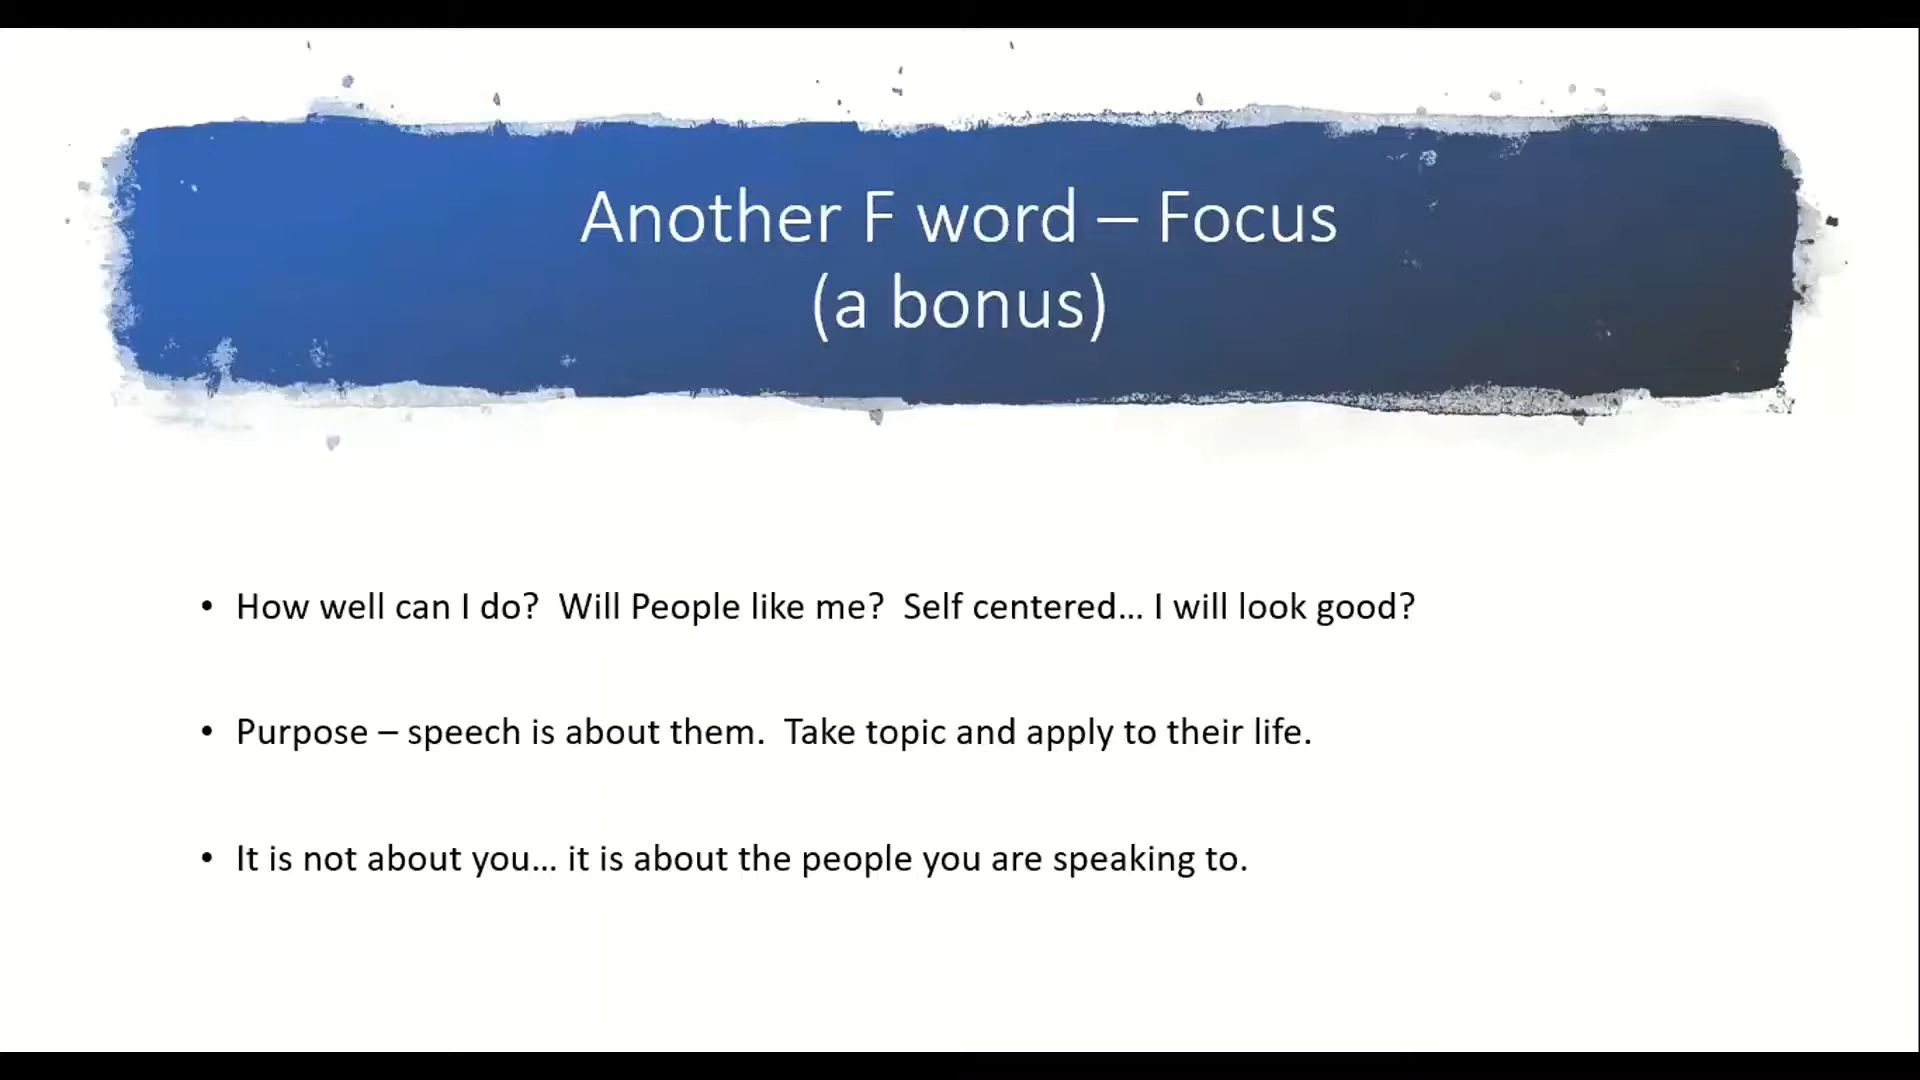 Another F word – Focus
(a bonus)
• How well can I do?  Will People like me?  Self centered… I will look good?
• Purpose – speech is about them.  Take topic and apply to their life.
• It is not about you… it is about the people you are speaking to.